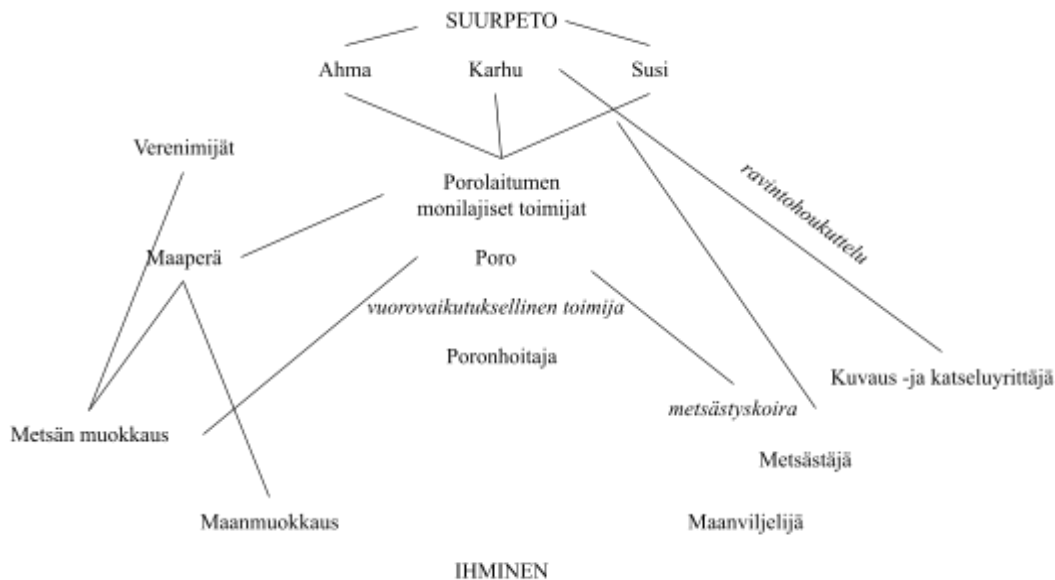 SUURPETO
Ahma
Karhu
Susi
Verenimijät
Porolaitumen
monilajiset toimijat
ravintohoukuttelu
Maaperä
Poro
vuorovaikutuksellinen toimija
Poronhoitaja
Kuvaus -ja katseluyrittäjä
metsästyskoira
Metsän muokkaus
Metsästäjä
Maanmuokkaus
Maanviljelijä
IHMINEN